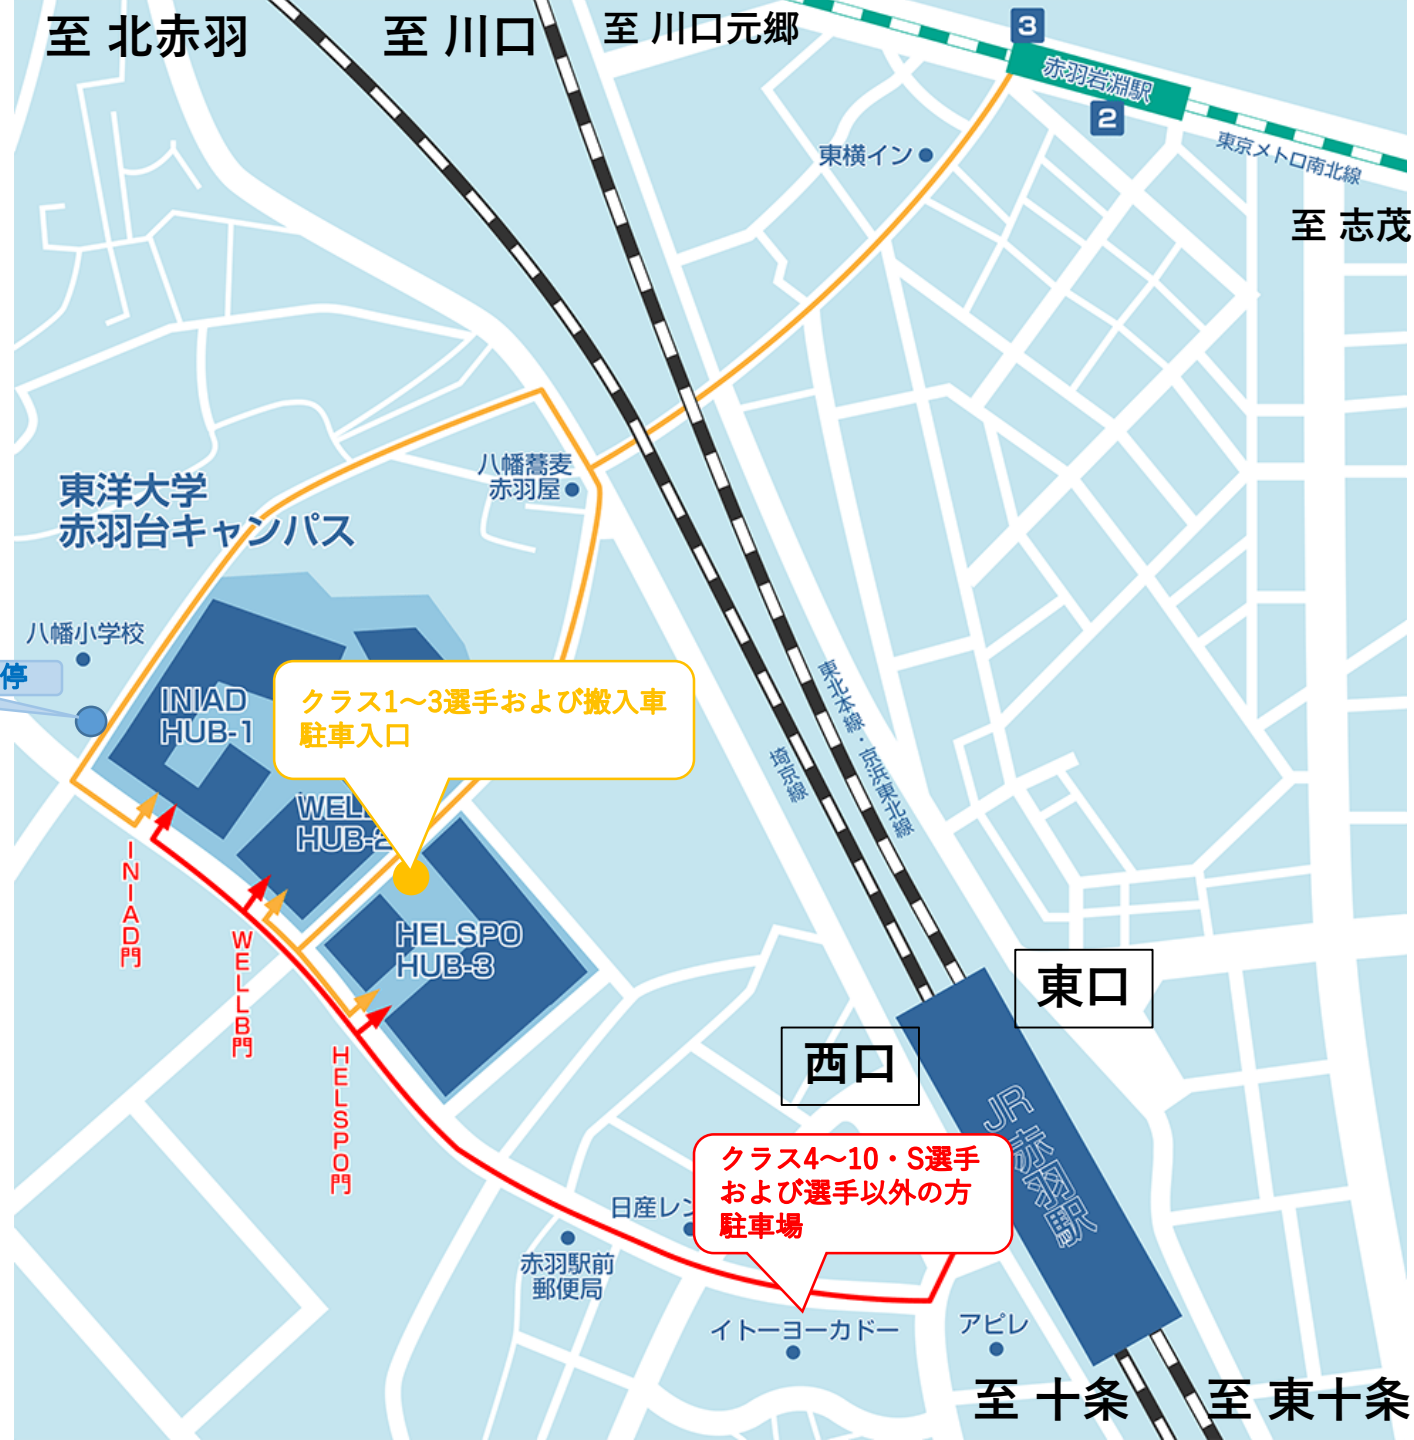 至 北赤羽
至 川口
至 川口元郷
3
赤羽岩淵駅
2
東京メトロ南北線
至 志茂
東横イン
八幡蕎麦
赤羽屋
東洋大学
赤羽台キャンパス
八幡小学校
停
INIAD
HUB-1
クラス1～3選手および搬入車
駐車入口
東北本線・京浜東北線
埼京線
WEL
HUB-2
HELSPO
HUB-3
INIAD門
WELLB門
HELSPO門
東口
西口
JR赤羽駅
クラス4～10・S選手
および選手以外の方
駐車場
日産レン
赤羽駅前
郵便局
イトーヨーカドー
アピレ
至 十条
至 東十条